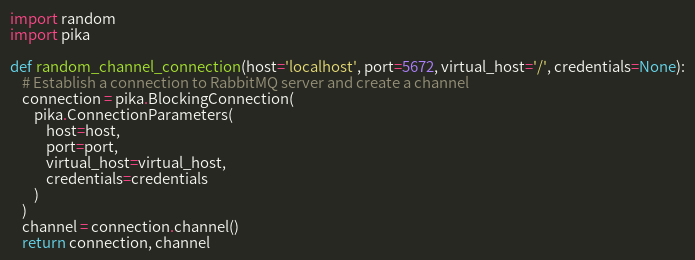 import random
import pika

def random_channel_connection(host='localhost', port=5672, virtual_host='/', credentials=None):
    # Establish a connection to RabbitMQ server and create a channel
    connection = pika.BlockingConnection(
        pika.ConnectionParameters(
            host=host,
            port=port,
            virtual_host=virtual_host,
            credentials=credentials
        )
    )
    channel = connection.channel()
    return connection, channel